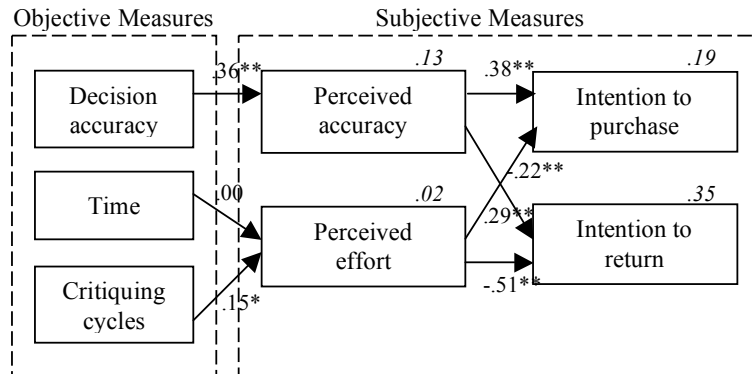 Objective Measures
Subjective Measures
Decision
accuracy
.36**
.13
Perceived
accuracy
.38**
.19
Intention to
purchase
Time
.00
-.22**
.02
Perceived
effort
.29**
.35
Intention to
return
Critiquing
cycles
.15*
-.51**